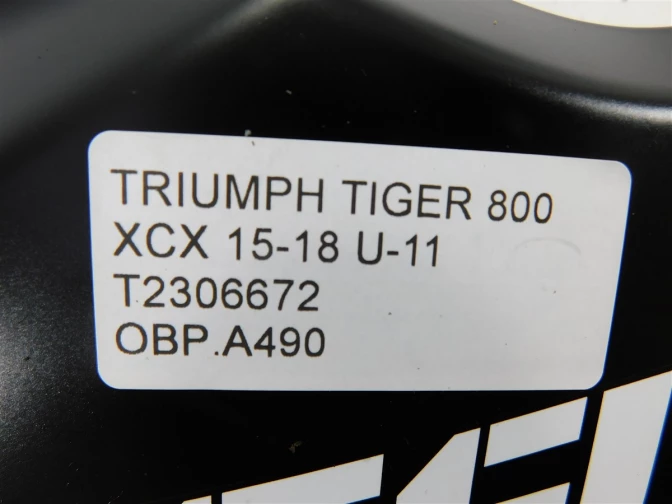 TRIUMPH TIGER 800
XCX 15-18 U-11
T2306672
OBP.A490